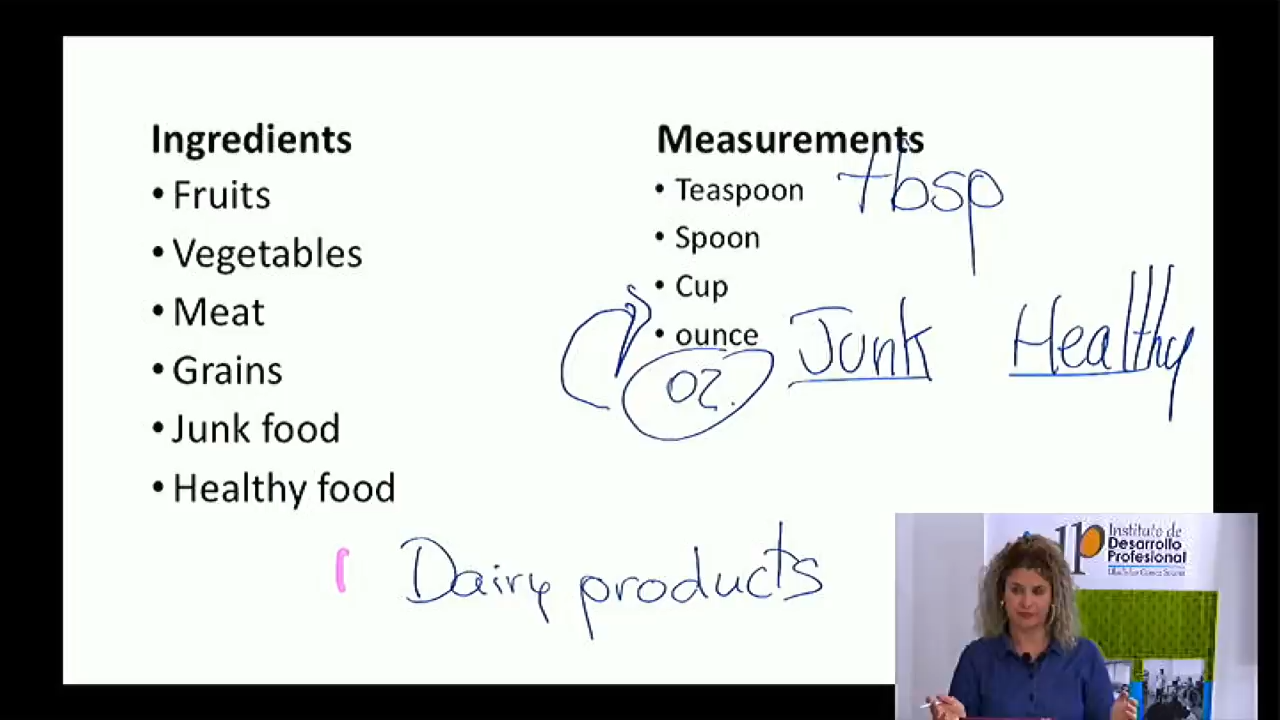 Ingredients
• Fruits
• Vegetables
• Meat
• Grains
• Junk food
• Healthy food
Measurements
• Teaspoon tbsp
• Spoon
• Cup
• ounce
oz.
Junk Healthy
Dairy products
Instituto de
Desarrollo
Profesional